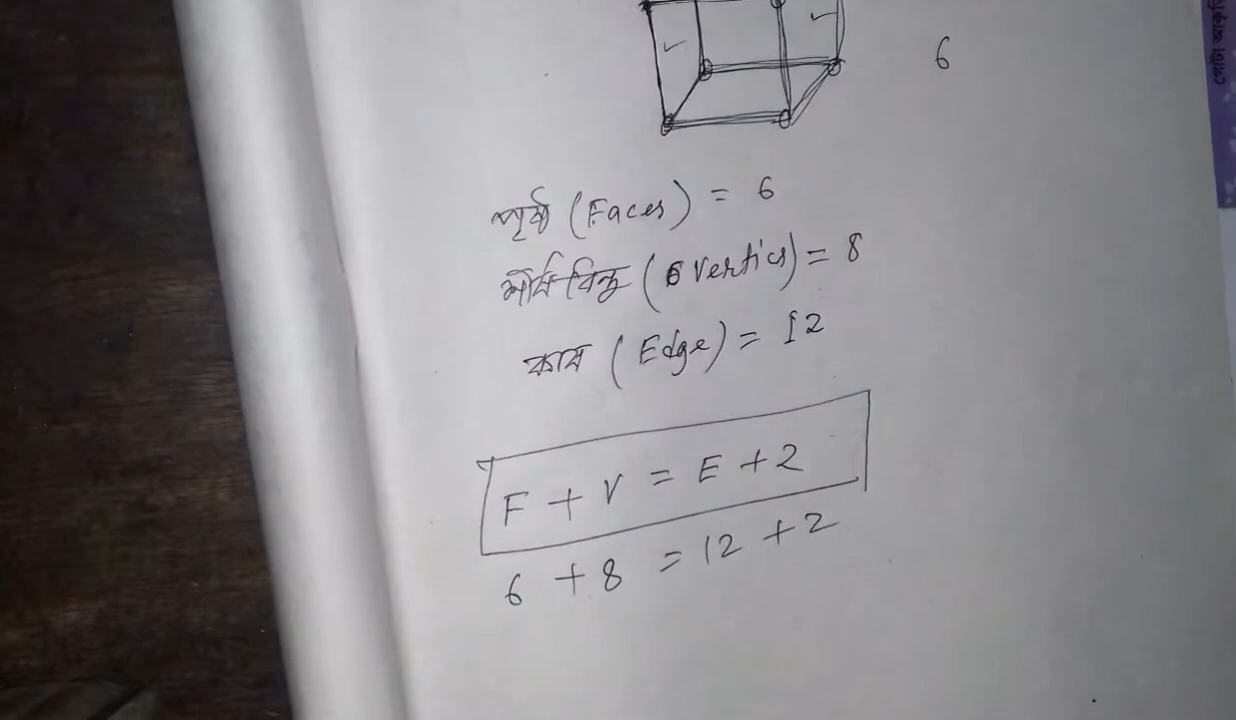 6
পৃষ্ঠ (Faces) = 6
শীর্ষবিন্দু (Vertics) = 8
ধার (Edge) = 12
F + V = E + 2
6 + 8 = 12 + 2